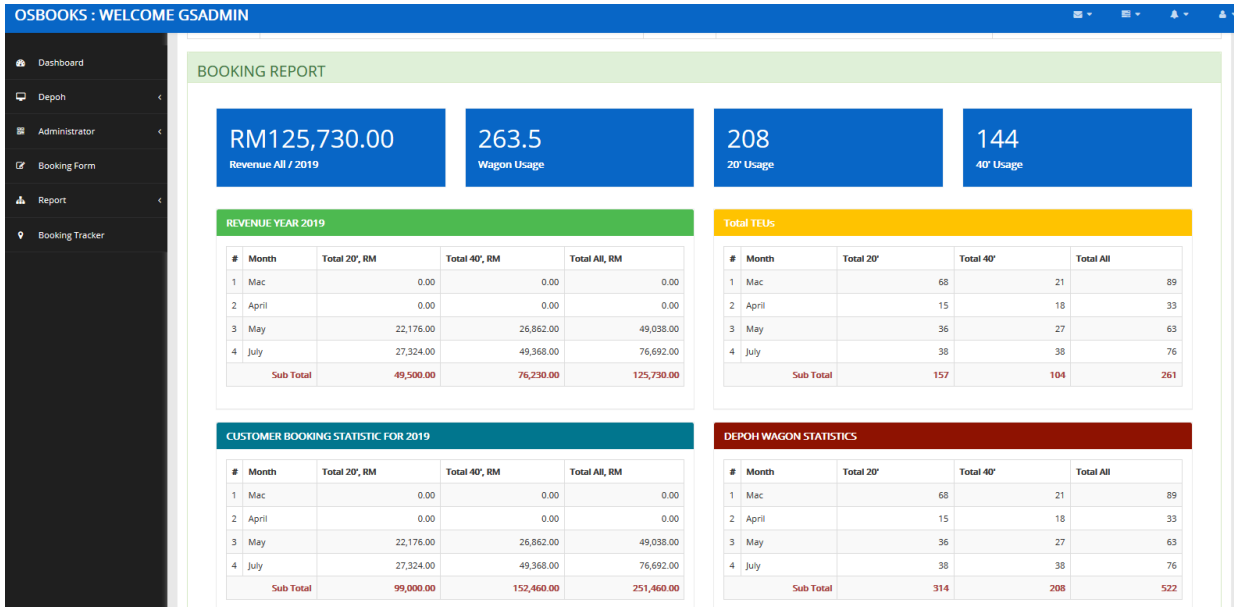 OSBOOKS : WELCOME GSADMIN
Dashboard
Depoh
Administrator
Booking Form
Report
Booking Tracker
BOOKING REPORT
RM125,730.00
Revenue All / 2019
263.5
Wagon Usage
208
20' Usage
144
40' Usage
REVENUE YEAR 2019
# Month Total 20', RM Total 40', RM Total All, RM
1 Mac 0.00 0.00 0.00
2 April 0.00 0.00 0.00
3 May 22,176.00 26,862.00 49,038.00
4 July 27,324.00 49,368.00 76,692.00
Sub Total 49,500.00 76,230.00 125,730.00
Total TEUs
# Month Total 20' Total 40' Total All
1 Mac 68 21 89
2 April 15 18 33
3 May 36 27 63
4 July 38 38 76
Sub Total 157 104 261
CUSTOMER BOOKING STATISTIC FOR 2019
# Month Total 20', RM Total 40', RM Total All, RM
1 Mac 0.00 0.00 0.00
2 April 0.00 0.00 0.00
3 May 22,176.00 26,862.00 49,038.00
4 July 27,324.00 49,368.00 76,692.00
Sub Total 99,000.00 152,460.00 251,460.00
DEPOH WAGON STATISTICS
# Month Total 20' Total 40' Total All
1 Mac 68 21 89
2 April 15 18 33
3 May 36 27 63
4 July 38 38 76
Sub Total 314 208 522